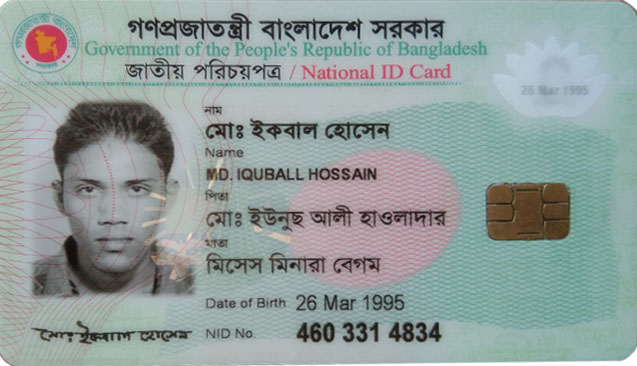 গণপ্রজাতন্ত্রী বাংলাদেশ সরকার
Government of the People's Republic of Bangladesh
জাতীয় পরিচয়পত্র / National ID Card
26 Mar 1995
নাম
মোঃ ইকবাল হোসেন
Name
MD. IQUBALL HOSSAIN
পিতা
মোঃ ইউনুছ আলী হাওলাদার
মাতা
মিসেস মিনারা বেগম
Date of Birth 26 Mar 1995
মোঃ ইকবাল হোসেন NID No. 460 331 4834